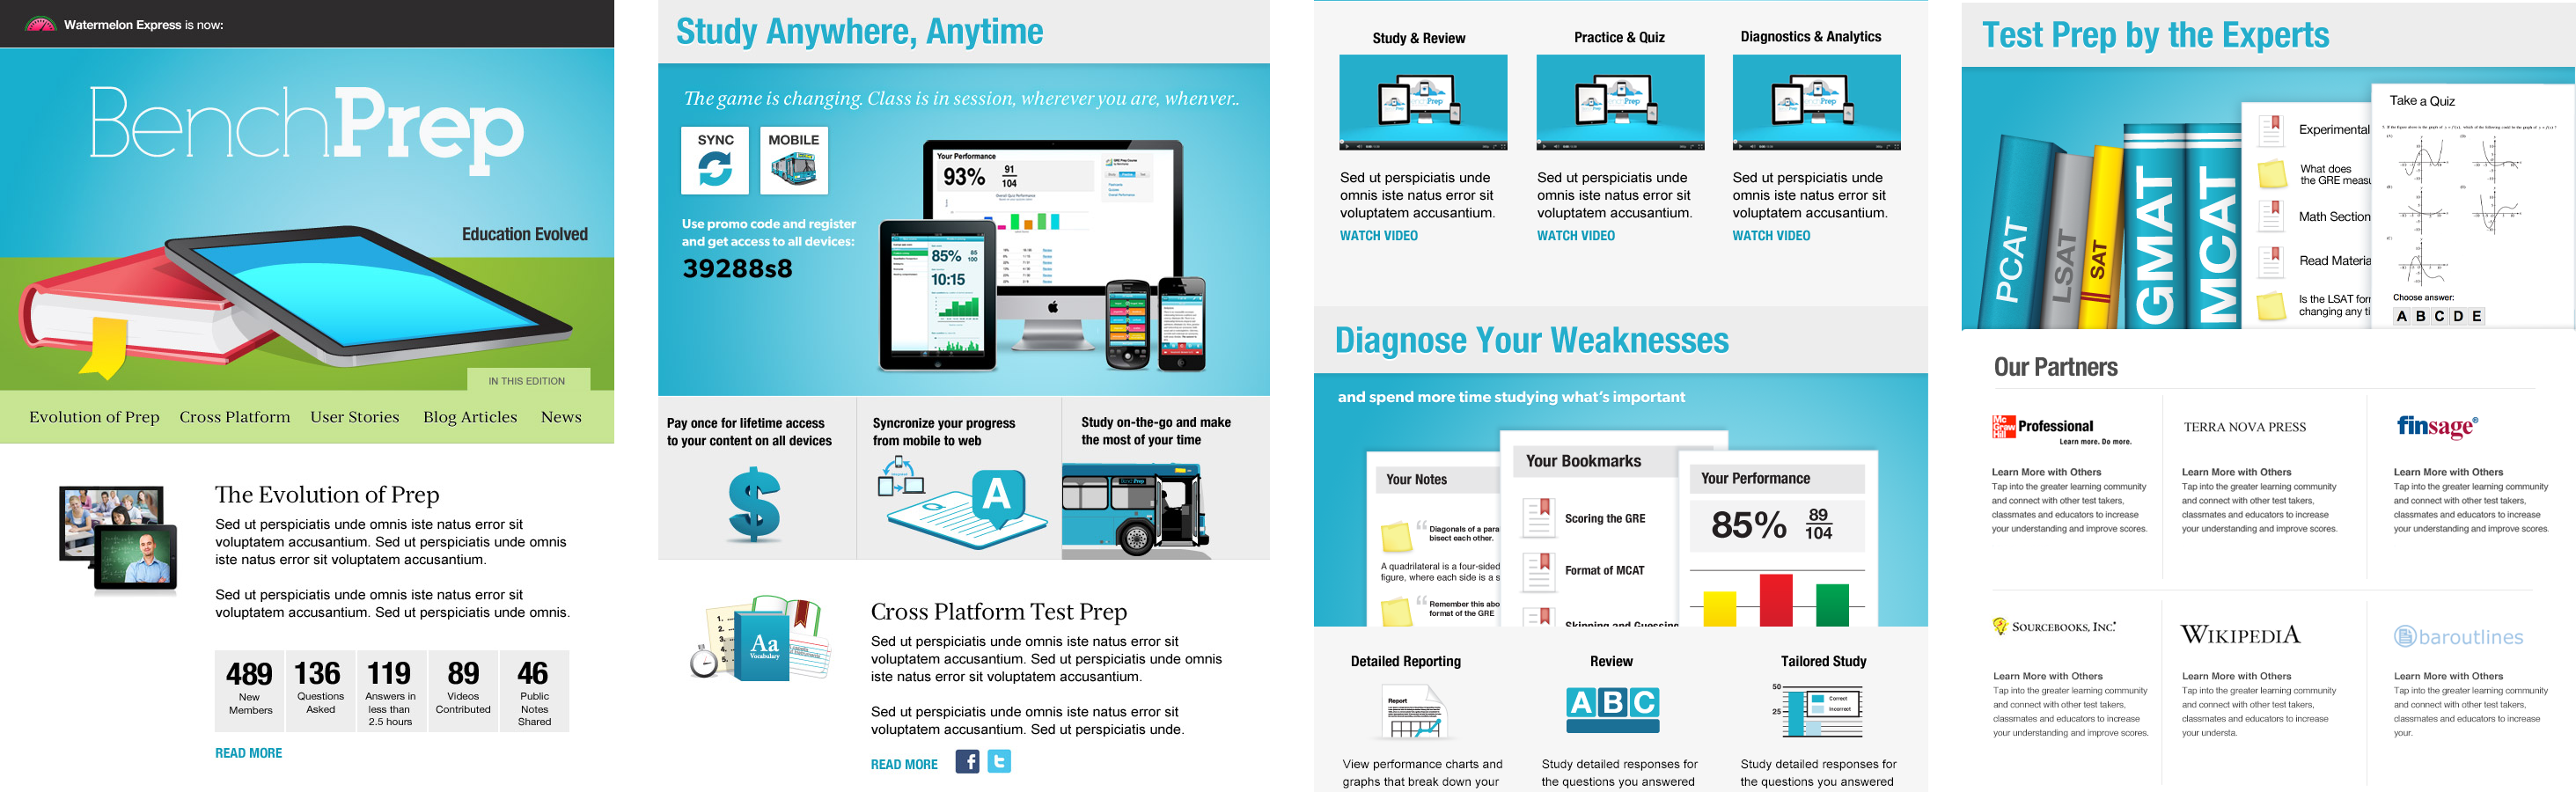 Watermelon Express is now:
BenchPrep
Education Evolved
IN THIS EDITION
Evolution of Prep Cross Platform User Stories Blog Articles News
The Evolution of Prep
Sed ut perspiciatis unde omnis iste natus error sit
voluptatem accusantium. Sed ut perspiciatis unde omnis
iste natus error sit voluptatem accusantium.
Sed ut perspiciatis unde omnis iste natus error sit
voluptatem accusantium. Sed ut perspiciatis unde omnis.
489 136 119 89 46
New Members
Questions Asked
Answers in less than 2.5 hours
Videos Contributed
Public Notes Shared
READ MORE
Study Anywhere, Anytime
The game is changing. Class is in session, wherever you are, whenver..
SYNC MOBILE
Use promo code and register
and get access to all devices:
39288s8
Your Performance
93% 91 104
85% 85 100
10:15
Pay once for lifetime access
to your content on all devices
Syncronize your progress
from mobile to web
A
Study on-the-go and make
the most of your time
BenchPrep
1.
2.
3.
4.
5.
Aa
Vocabulary
Cross Platform Test Prep
Sed ut perspiciatis unde omnis iste natus error sit
voluptatem accusantium. Sed ut perspiciatis unde omnis
iste natus error sit voluptatem accusantium.
Sed ut perspiciatis unde omnis iste natus error sit
voluptatem accusantium. Sed ut perspiciatis unde.
READ MORE f t
Study & Review
Prep
Sed ut perspiciatis unde
omnis iste natus error sit
voluptatem accusantium.
WATCH VIDEO
Practice & Quiz
Prep
Sed ut perspiciatis unde
omnis iste natus error sit
voluptatem accusantium.
WATCH VIDEO
Diagnostics & Analytics
Prep
Sed ut perspiciatis unde
omnis iste natus error sit
voluptatem accusantium.
WATCH VIDEO
Diagnose Your Weaknesses
and spend more time studying what's important
Your Notes
Diagonals of a para
bisect each other.
A quadrilateral is a four-sided
figure, where each side is a s
Remember this abo
format of the GRE
Your Bookmarks
Scoring the GRE
Format of MCAT
Skipping and Guessing
Your Performance
85% 89 104
Detailed Reporting
Report
View performance charts and
graphs that break down your
Review
ABC
Study detailed responses for
the questions you answered
Tailored Study
50
25
Correct
Incorrect
Study detailed responses for
the questions you answered
Test Prep by the Experts
PCAT
LSAT
SAT
GMAT
MCAT
Experimental
What does
the GRE measu
Math Section
Read Materia
Is the LSAT for
changing any ti
Take a Quiz
Choose answer:
A B C D E
Our Partners
Mc Graw Hill Professional
Learn more. Do more.
Learn More with Others
Tap into the greater learning community
and connect with other test takers,
classmates and educators to increase
your understanding and improve scores.
TERRA NOVA PRESS
Learn More with Others
Tap into the greater learning community
and connect with other test takers,
classmates and educators to increase
your understanding and improve scores.
finsage®
Learn More with Others
Tap into the greater learning community
and connect with other test takers,
classmates and educators to increase
your understanding and improve scores.
SOURCEBOOKS, INC.
Learn More with Others
Tap into the greater learning community
and connect with other test takers,
classmates and educators to increase
your understanding and improve scores.
WIKIPEDIA
Learn More with Others
Tap into the greater learning community
and connect with other test takers,
classmates and educators to increase
your understa.
baroutlines
Learn More with Others
Tap into the greater learning community
and connect with other test takers,
classmates and educators to increase
your.